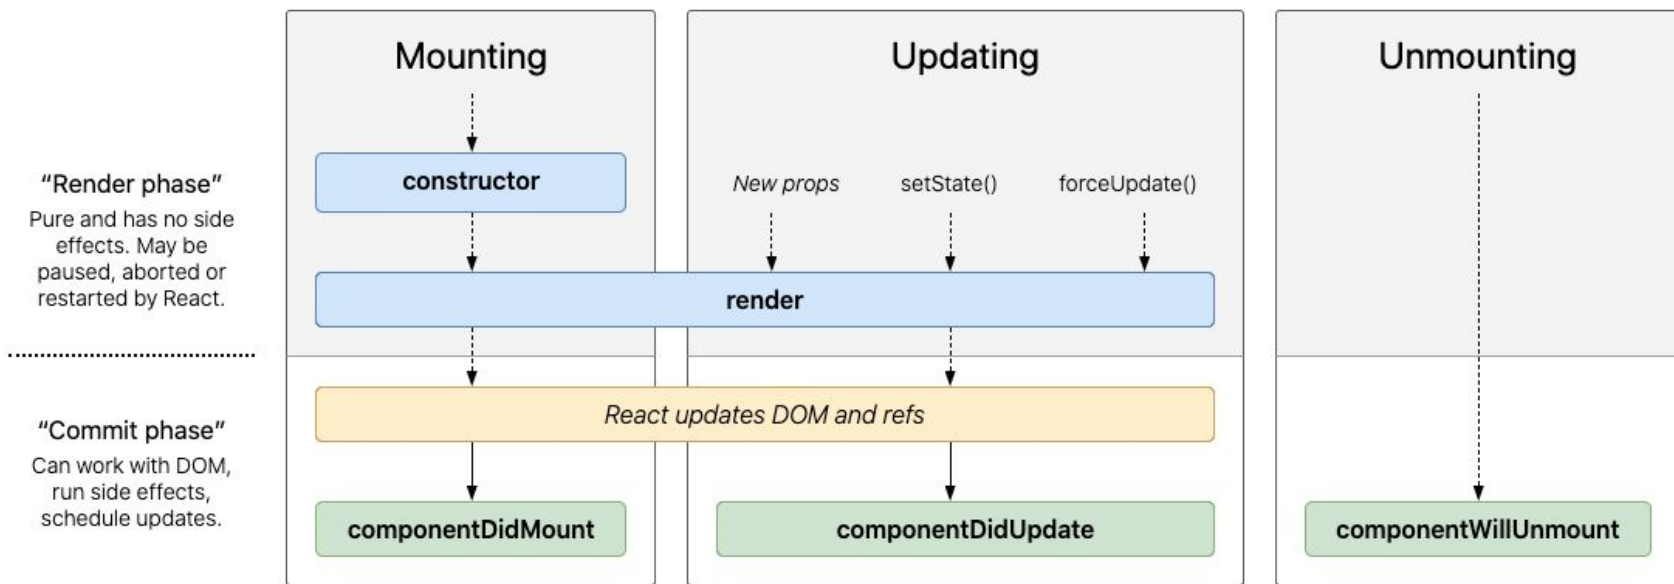 Mounting
Updating
Unmounting
“Render phase”
Pure and has no side
effects. May be
paused, aborted or
restarted by React.
constructor
New props
setState()
forceUpdate()
render
“Commit phase”
Can work with DOM,
run side effects,
schedule updates.
React updates DOM and refs
componentDidMount
componentDidUpdate
componentWillUnmount